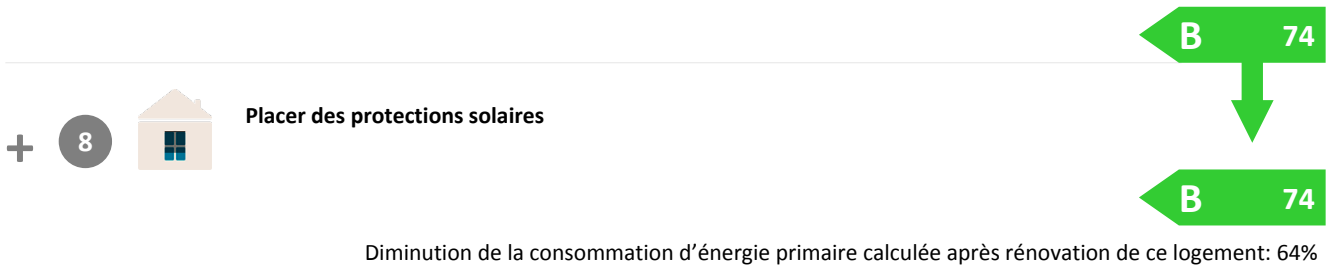 B 74
Placer des protections solaires
+ 8
B 74
Diminution de la consommation d’énergie primaire calculée après rénovation de ce logement: 64%